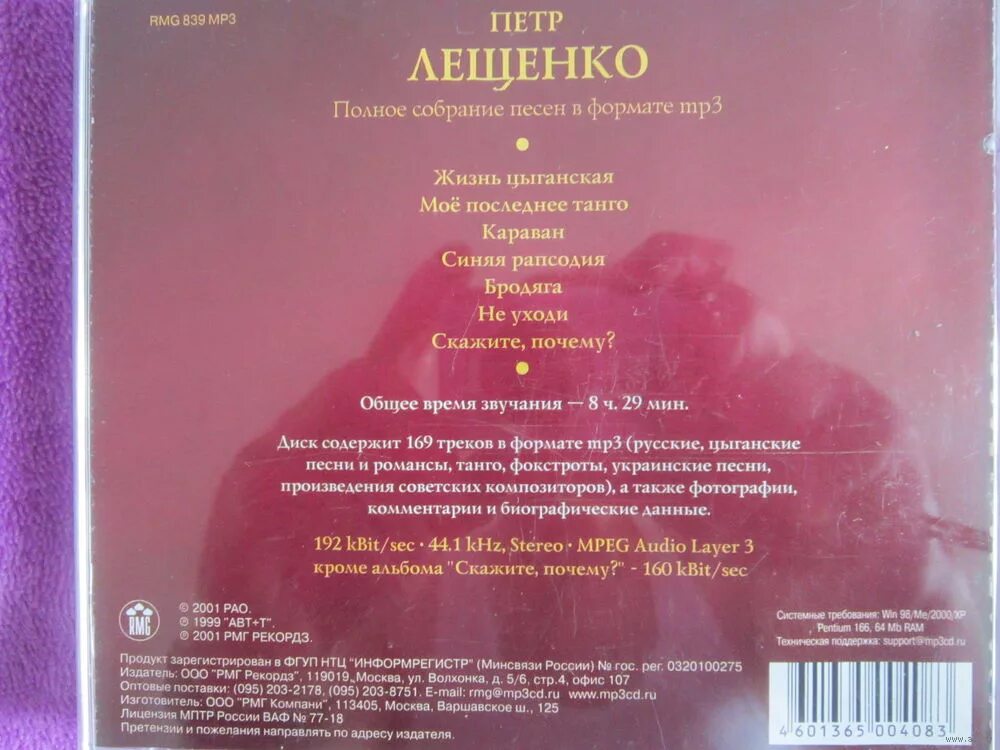 RMG 839 MP3
ПЕТР
ЛЕЩЕНКО
Полное собрание песен в формате mp3
Жизнь цыганская
Моё последнее танго
Караван
Синяя рапсодия
Бродяга
Не уходи
Скажите, почему?
Общее время звучания — 8 ч. 29 мин.
Диск содержит 169 треков в формате mp3 (русские, цыганские
песни и романсы, танго, фокстроты, украинские песни,
произведения советских композиторов), а также фотографии,
комментарии и биографические данные.
192 kBit/sec · 44.1 kHz, Stereo · MPEG Audio Layer 3
кроме альбома "Скажите, почему?" - 160 kBit/sec
RMG
© 2001 РАО.
℗ 1999 "АВТ+Т".
℗ 2001 РМГ РЕКОРДЗ.
Системные требования: Win 98/Me/2000/XP
, Pentium 166, 64 Mb RAM
Техническая поддержка: support@mp3cd.ru
Продукт зарегистрирован в ФГУП НТЦ "ИНФОРМРЕГИСТР" (Минсвязи России) № гос. рег. 0320100275
Издатель: ООО "РМГ Рекордз", 119019, Москва, ул. Волхонка, д. 5/6, стр.4, офис 107
Оптовые поставки: (095) 203-2178, (095) 203-8751. E-mail: rmg@mp3cd.ru www.mp3cd.ru
Изготовитель: ООО "РМГ Компани", 113405, Москва, Варшавское ш., 125
Лицензия МПТР России ВАФ № 77-18
Претензии и пожелания направлять по адресу издателя.
4 601365 004083